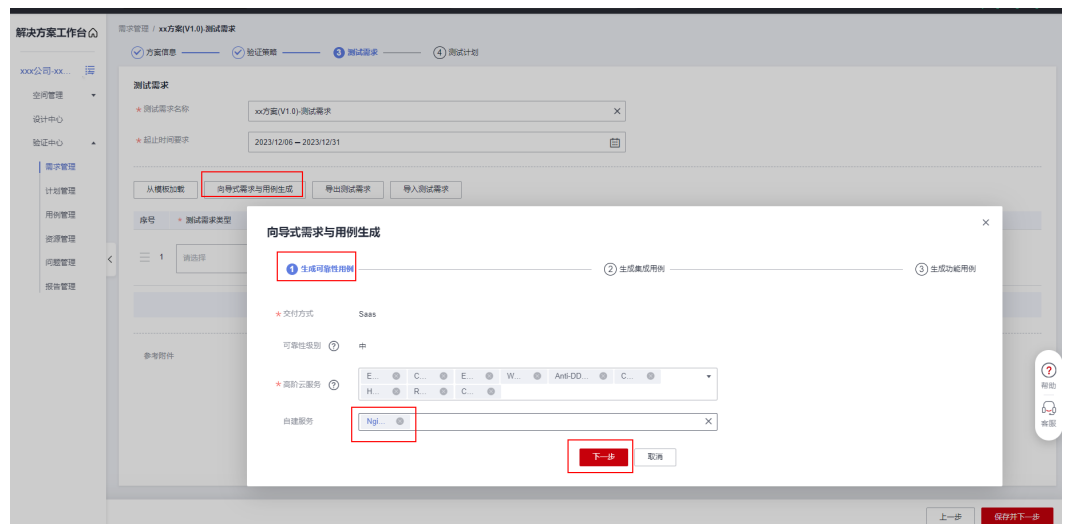 解决方案工作台
需求管理 / xx方案(V1.0)-测试需求
方案信息
验证策略
3 测试需求
4 测试计划
xxx公司-xx...
空间管理
设计中心
验证中心
需求管理
计划管理
用例管理
资源管理
问题管理
报告管理
测试需求
* 测试需求名称
xx方案(V1.0)-测试需求
* 起止时间要求
2023/12/06 — 2023/12/31
从模板加载 向导式需求与用例生成 导出测试需求 导入测试需求
序号 * 测试需求类型
1 请选择
参考附件
向导式需求与用例生成
1 生成可靠性用例 2 生成集成用例 3 生成功能用例
* 交付方式 Saas
可靠性级别 ? 中
* 高阶云服务 ?
E... C... E... W... Anti-DD... C...
H... R... C...
自建服务 Ngi...
下一步 取消
?
帮助
客服
上一步 保存并下一步